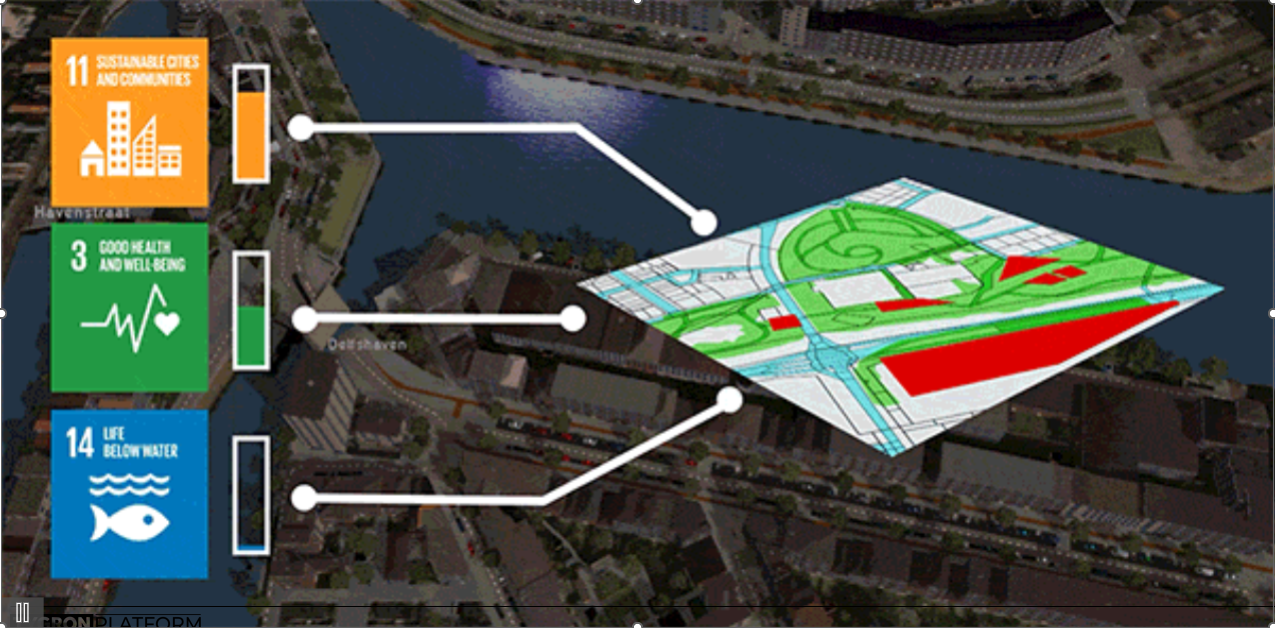 11 SUSTAINABLE CITIES
AND COMMUNITIES
Havenstraat
3 GOOD HEALTH
AND WELL-BEING
Delfshaven
14 LIFE
BELOW WATER
PLATFORM